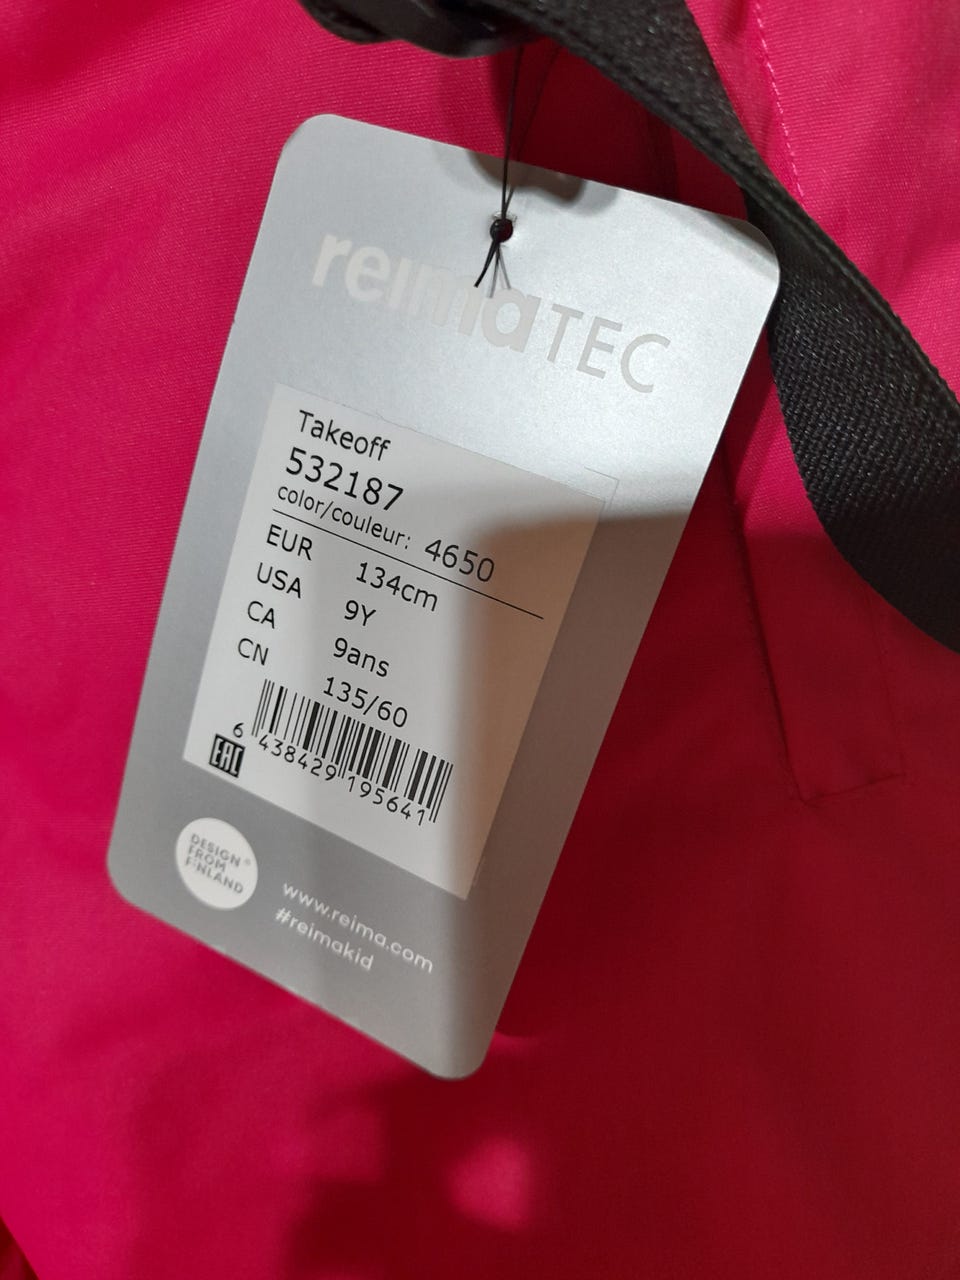 reimaTEC
Takeoff
532187
color/couleur: 4650
EUR 134cm
USA 9Y
CA 9ans
CN 135/60
6 438429 195641
EAC
DESIGN®
FROM
FINLAND
www.reima.com
#reimakid